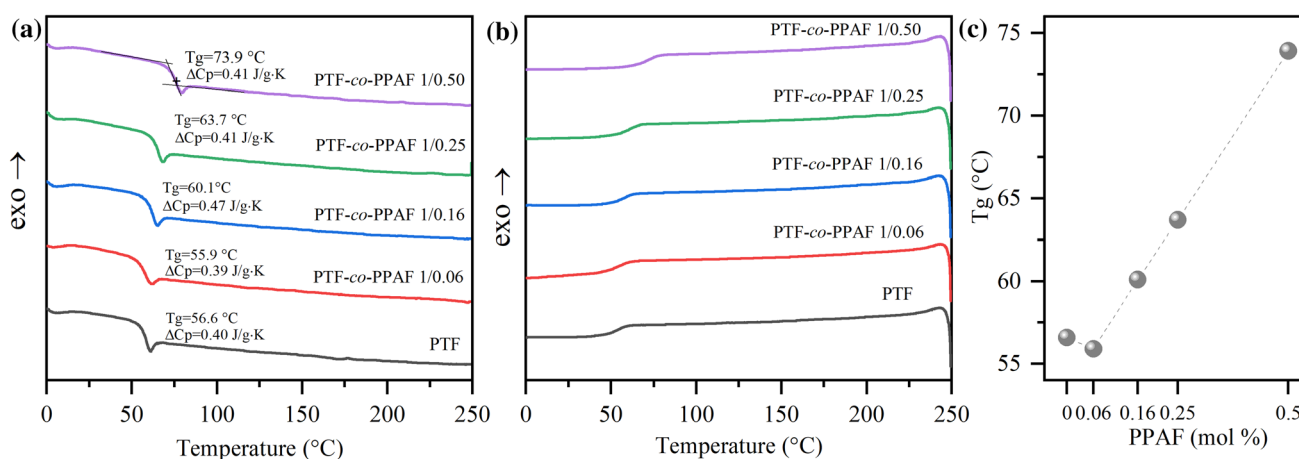 (a)
Tg=73.9 °C
ΔCp=0.41 J/g·K
PTF-co-PPAF 1/0.50
Tg=63.7 °C
ΔCp=0.41 J/g·K
PTF-co-PPAF 1/0.25
Tg=60.1°C
ΔCp=0.47 J/g·K
PTF-co-PPAF 1/0.16
Tg=55.9 °C
ΔCp=0.39 J/g·K
PTF-co-PPAF 1/0.06
Tg=56.6 °C
ΔCp=0.40 J/g·K
PTF
exo →
0 50 100 150 200 250
Temperature (°C)
(b)
PTF-co-PPAF 1/0.50
PTF-co-PPAF 1/0.25
PTF-co-PPAF 1/0.16
PTF-co-PPAF 1/0.06
PTF
exo →
0 50 100 150 200 250
Temperature (°C)
(c)
75
70
65
60
55
Tg (°C)
0 0.06 0.16 0.25 0.5
PPAF (mol %)